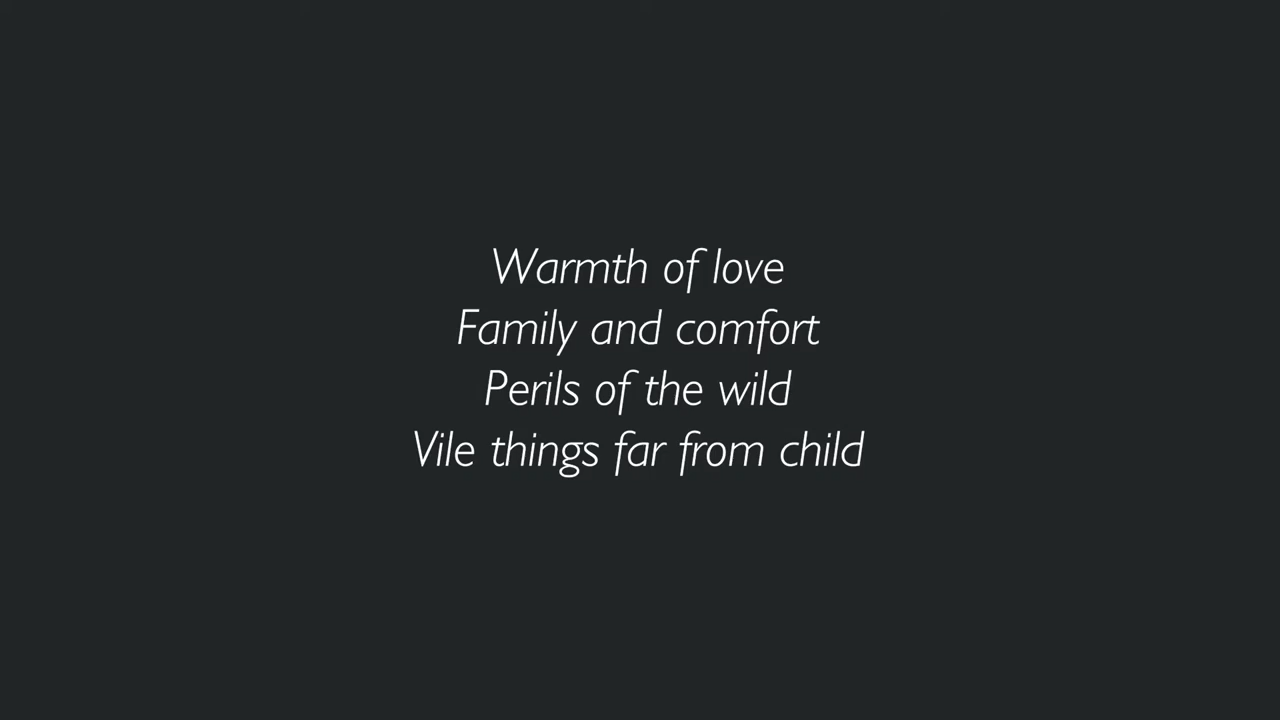 Warmth of love
Family and comfort
Perils of the wild
Vile things far from child